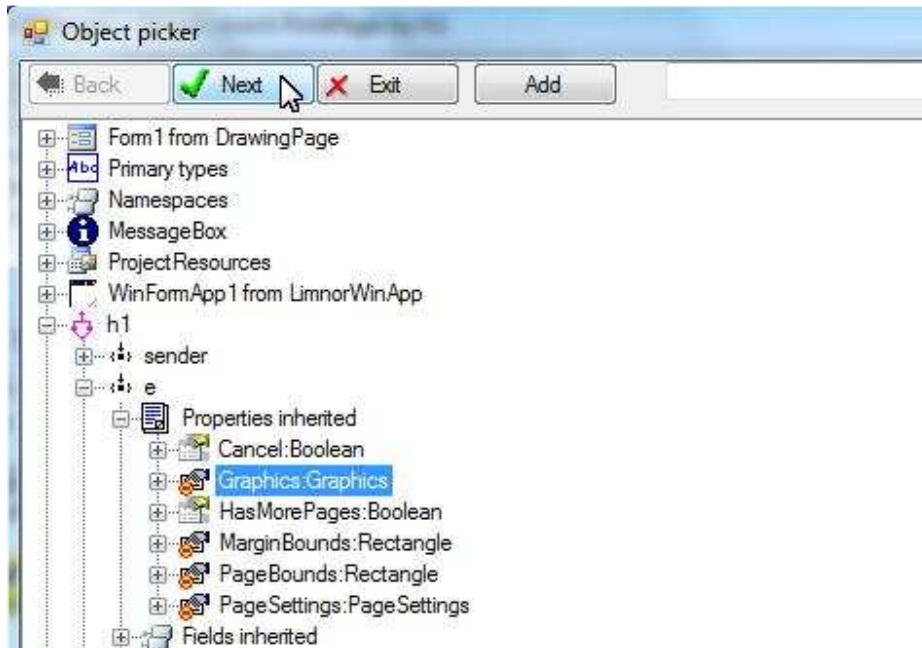 Object picker
Back Next Exit Add
Form1 from DrawingPage
Abc Primary types
Namespaces
MessageBox
ProjectResources
WinFormApp1 from LimnorWinApp
h1
sender
e
Properties inherited
Cancel:Boolean
Graphics:Graphics
HasMorePages:Boolean
MarginBounds:Rectangle
PageBounds:Rectangle
PageSettings:PageSettings
Fields inherited